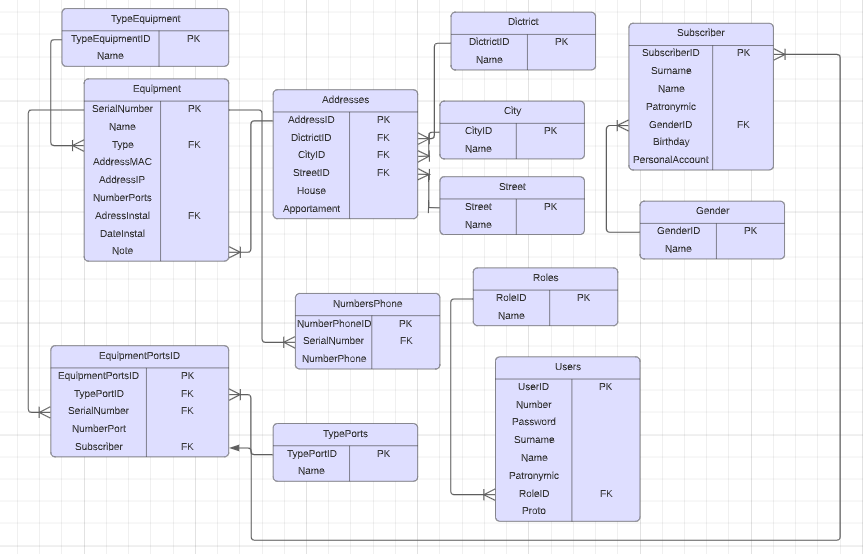 TypeEquipment
TypeEquipmentID PK
Name
Equipment
SerialNumber PK
Name
Type FK
AddressMAC
AddressIP
NumberPorts
AdressInstal FK
DateInstal
Note
Addresses
AddressID PK
DictrictID FK
CityID FK
StreetID FK
House
Apportament
Dictrict
DictrictID PK
Name
City
CityID PK
Name
Street
Street PK
Name
Subscriber
SubscriberID PK
Surname
Name
Patronymic
GenderID FK
Birthday
PersonalAccount
Gender
GenderID PK
Name
NumbersPhone
NumberPhoneID PK
SerialNumber FK
NumberPhone
Roles
RoleID PK
Name
EquipmentPortsID
EquipmentPortsID PK
TypePortID FK
SerialNumber FK
NumberPort
Subscriber FK
TypePorts
TypePortID PK
Name
Users
UserID PK
Number
Password
Surname
Name
Patronymic
RoleID FK
Proto